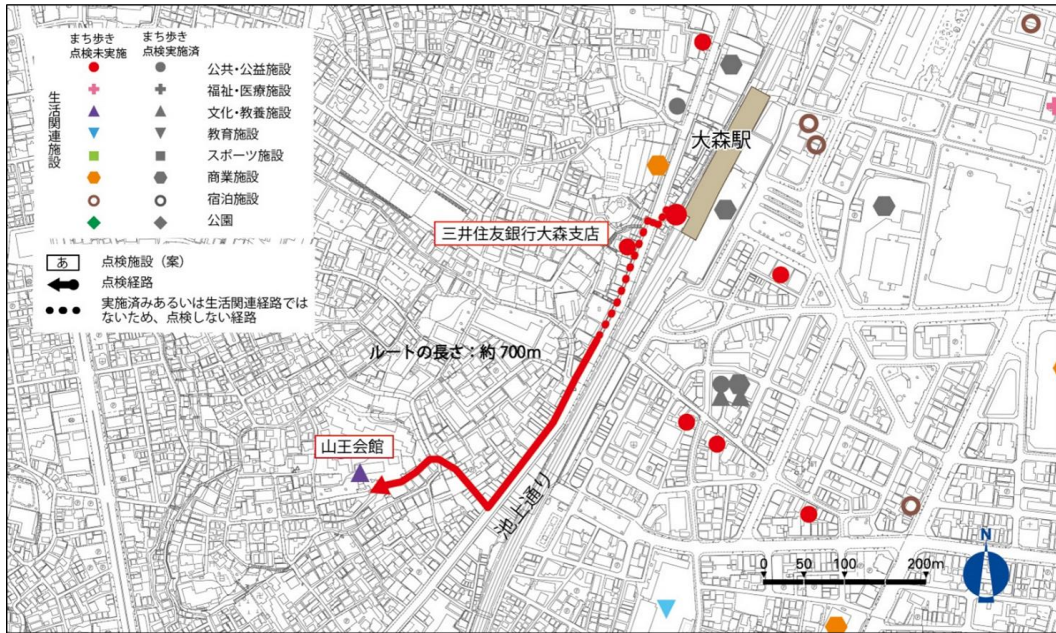 まち歩き
点検未実施
まち歩き
点検実施済
生活関連施設
公共・公益施設
福祉・医療施設
文化・教養施設
教育施設
スポーツ施設
商業施設
宿泊施設
公園
あ 点検施設（案）
点検経路
実施済みあるいは生活関連経路では
ないため、点検しない経路
大森駅
三井住友銀行大森支店
ルートの長さ：約700m
山王会館
池上通り
N
0 50 100 200m